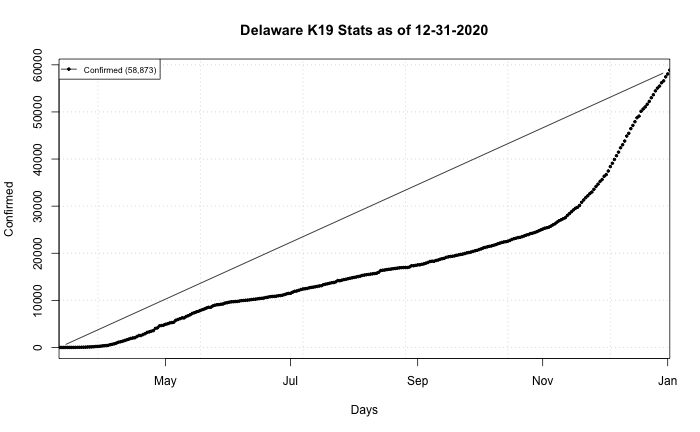 Delaware K19 Stats as of 12-31-2020
Confirmed (58,873)
60000
50000
40000
30000
20000
10000
0
Confirmed
May Jul Sep Nov Jan
Days